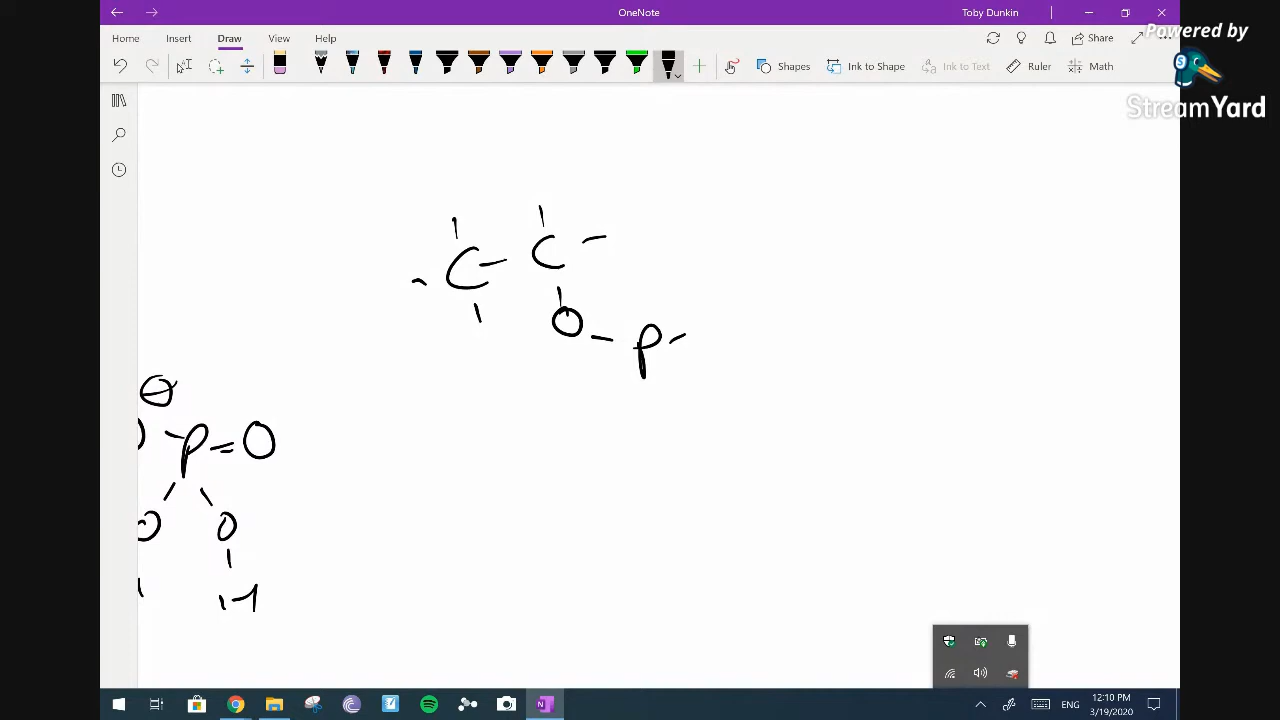 OneNote
Toby Dunkin
Powered by
StreamYard
Home Insert Draw View Help
Share
Shapes
Ink to Shape
Ink to Text
Ruler
Math
C - C -
O - P -
⊖
O - P = O
O O
H
ENG
12:10 PM
3/19/2020